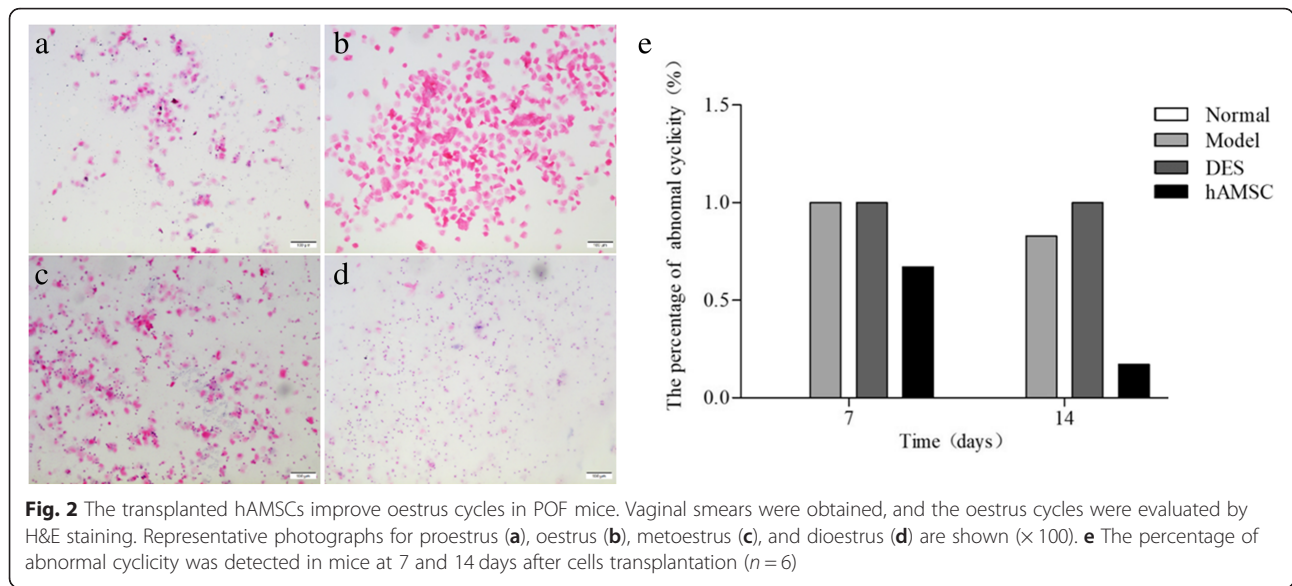 a
b
c
d
e
The percentage of abnomal cyclicity (%)
1.5
1.0
0.5
0.0
7
14
Time (days)
Normal
Model
DES
hAMSC
Fig. 2 The transplanted hAMSCs improve oestrus cycles in POF mice. Vaginal smears were obtained, and the oestrus cycles were evaluated by
H&E staining. Representative photographs for proestrus (a), oestrus (b), metoestrus (c), and dioestrus (d) are shown (× 100). e The percentage of
abnormal cyclicity was detected in mice at 7 and 14 days after cells transplantation (n = 6)